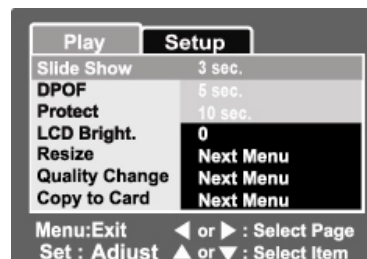 Play Setup
Slide Show 3 sec.
DPOF 5 sec.
Protect 10 sec.
LCD Bright. 0
Resize Next Menu
Quality Change Next Menu
Copy to Card Next Menu
Menu:Exit ◀ or ▶ : Select Page
Set : Adjust ▲ or ▼ : Select Item